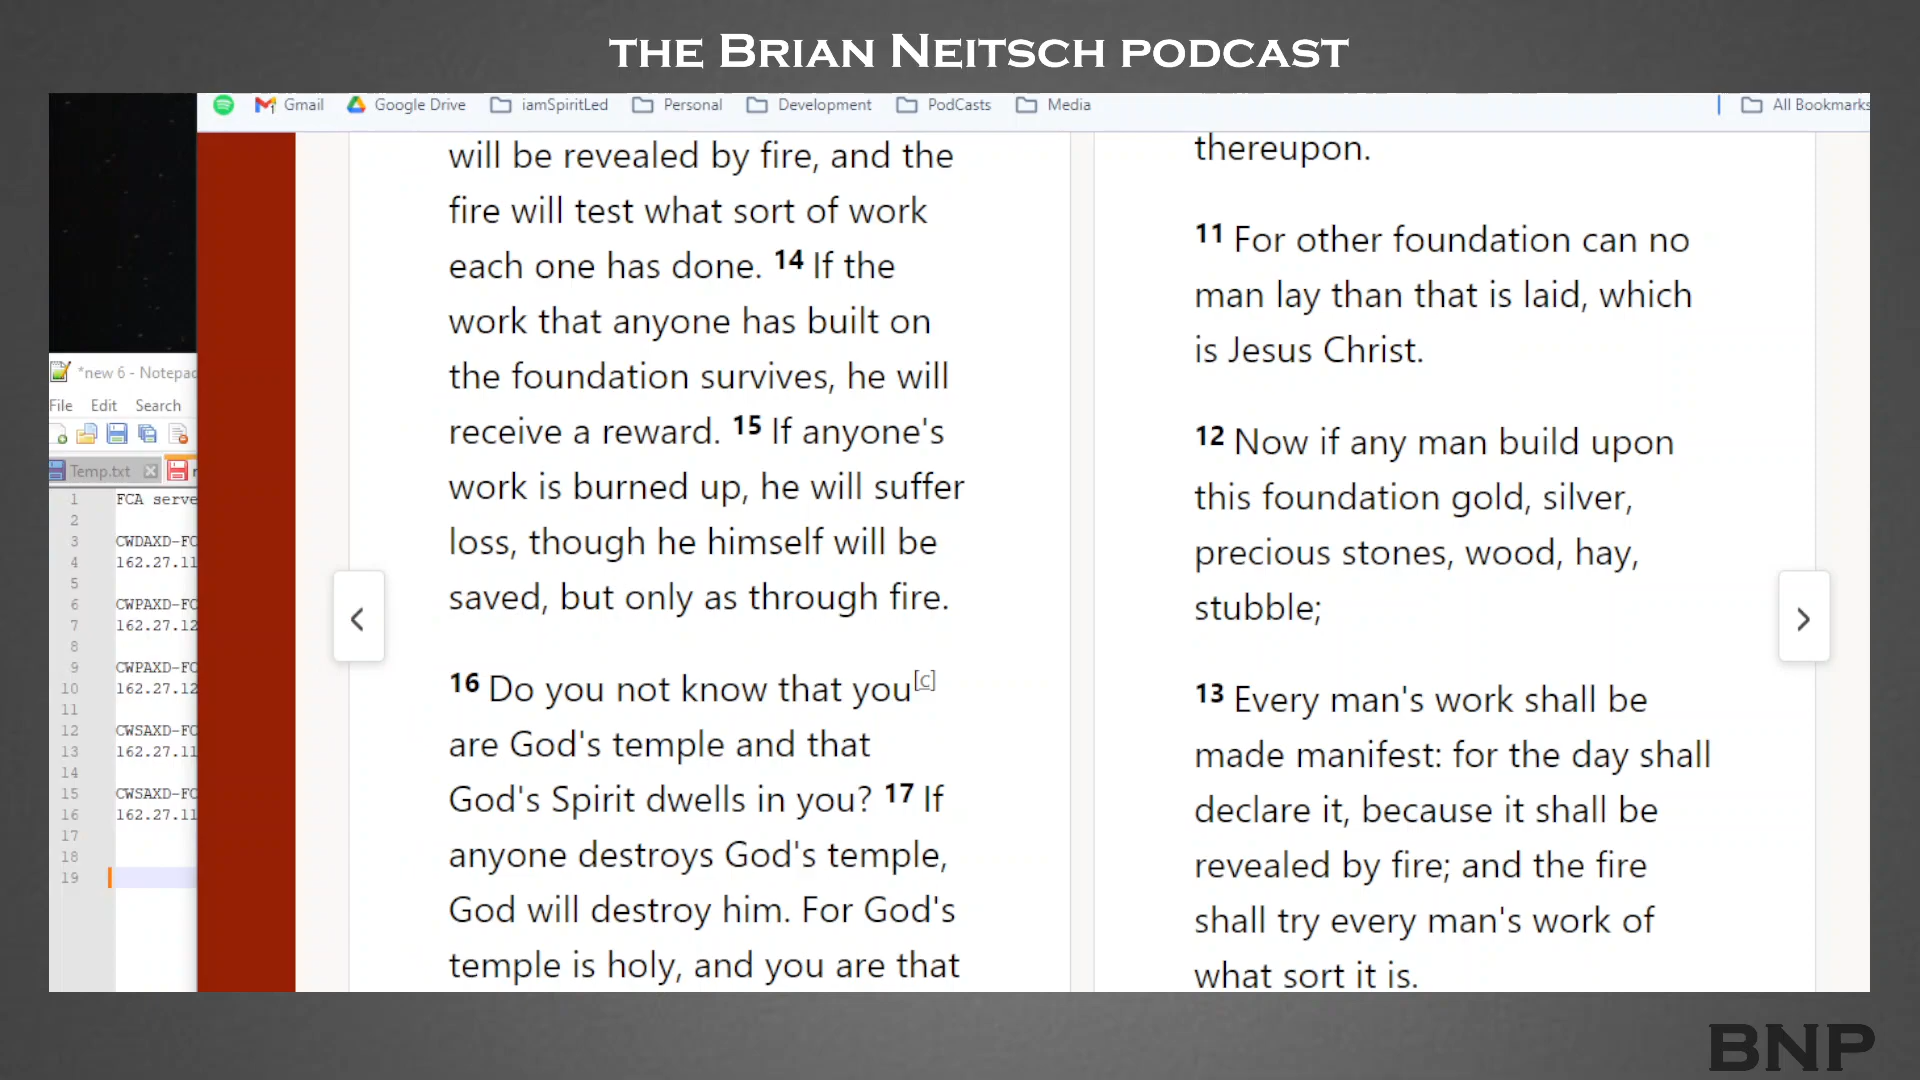 THE BRIAN NEITSCH PODCAST
Gmail Google Drive iamSpiritLed Personal Development PodCasts Media All Bookmarks
will be revealed by fire, and the
fire will test what sort of work
each one has done. 14 If the
work that anyone has built on
the foundation survives, he will
receive a reward. 15 If anyone's
work is burned up, he will suffer
loss, though he himself will be
saved, but only as through fire.
16 Do you not know that you[c]
are God's temple and that
God's Spirit dwells in you? 17 If
anyone destroys God's temple,
God will destroy him. For God's
temple is holy, and you are that
thereupon.
11 For other foundation can no
man lay than that is laid, which
is Jesus Christ.
12 Now if any man build upon
this foundation gold, silver,
precious stones, wood, hay,
stubble;
13 Every man's work shall be
made manifest: for the day shall
declare it, because it shall be
revealed by fire; and the fire
shall try every man's work of
what sort it is.
*new 6 - Notepad
File Edit Search
Temp.txt
1 FCA serve
2
3 CWDAXD-FC
4 162.27.11
5
6 CWPAXD-FC
7 162.27.12
8
9 CWPAXD-FC
10 162.27.12
11
12 CWSAXD-FC
13 162.27.11
14
15 CWSAXD-FC
16 162.27.11
17
18
19
BNP